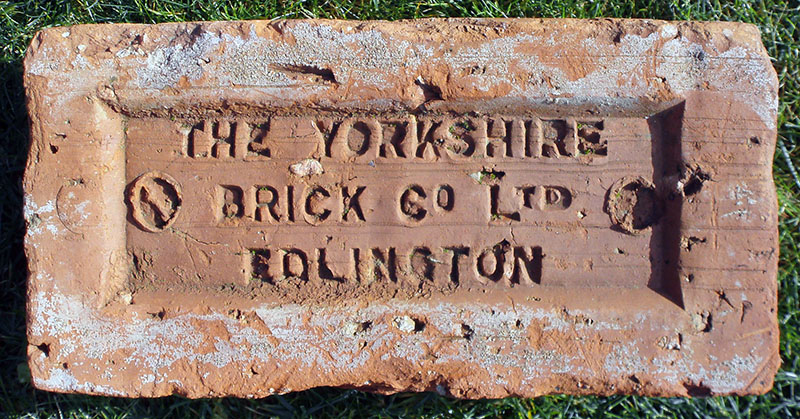 THE YORKSHIRE
BRICK CO LTD
EDLINGTON